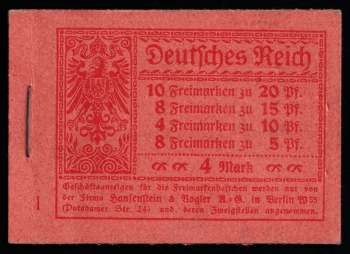 Deutsches Reich
10 Freimarken zu 20 Pf.
8 Freimarken zu 15 Pf.
4 Freimarken zu 10 Pf.
8 Freimarken zu 5 Pf.
4 Mark
Geschäftsanzeigen für die Freimarkenheftchen werden nur von
der Firma Haasenstein & Vogler A.-G. in Berlin W 35
(Potsdamer Str. 24) und deren Zweigstellen angenommen.
1